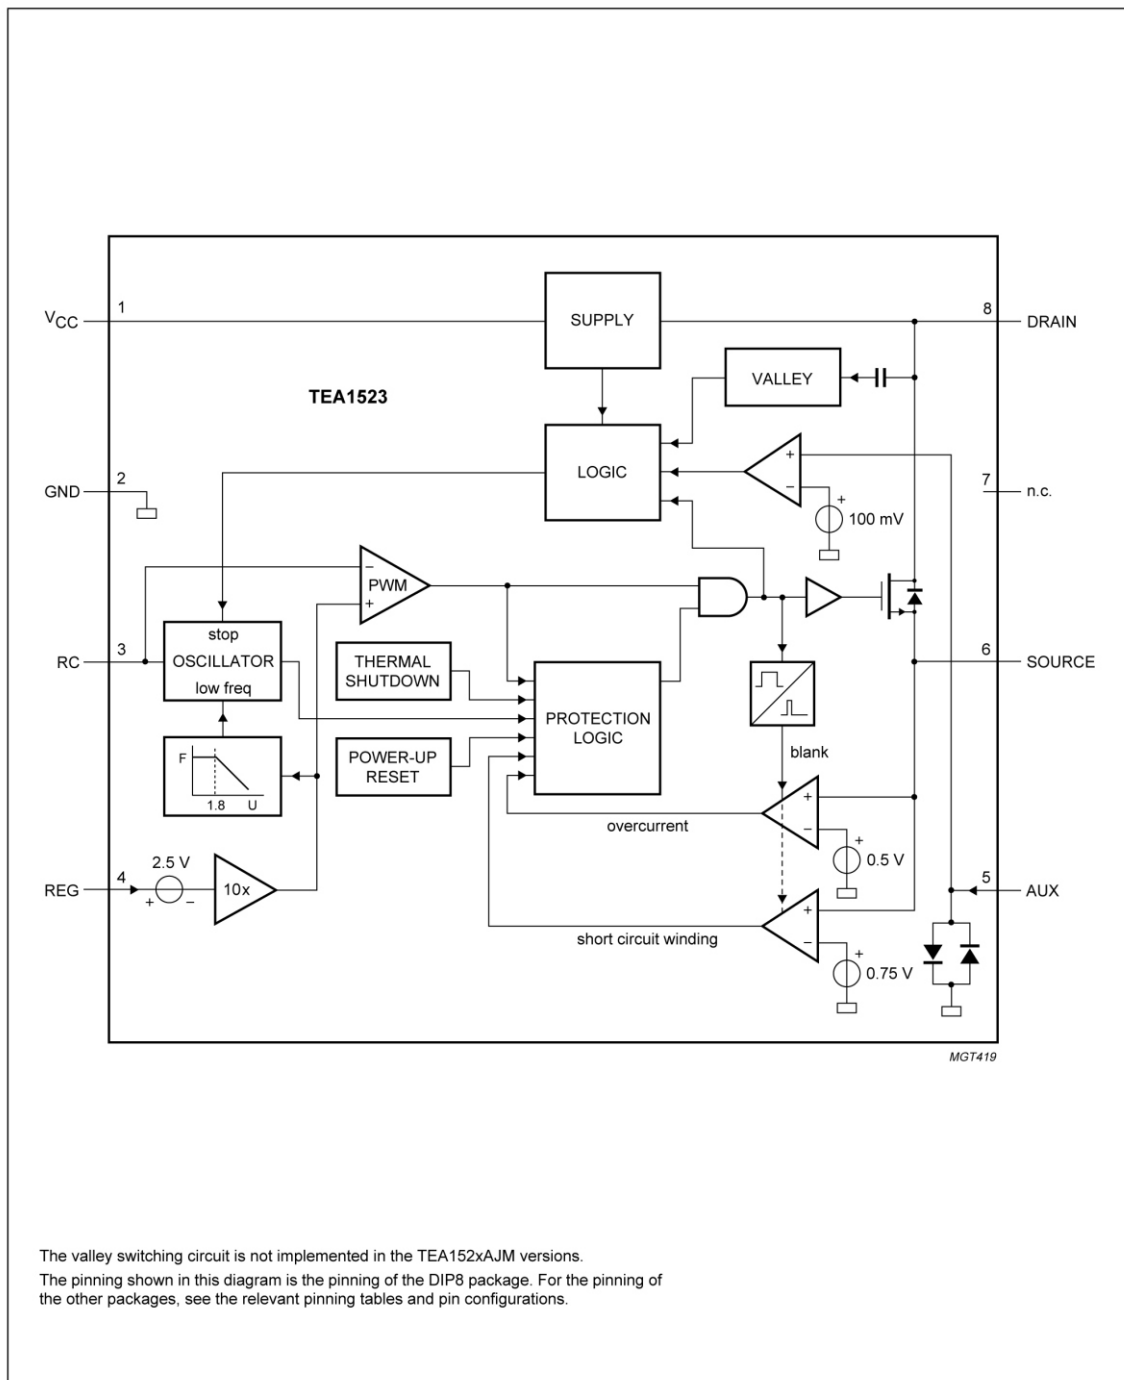 1
V_CC
SUPPLY
8
DRAIN
VALLEY
TEA1523
2
GND
LOGIC
+
−
+
100 mV
7
n.c.
−
PWM
+
3
RC
stop
OSCILLATOR
low freq
THERMAL
SHUTDOWN
PROTECTION
LOGIC
6
SOURCE
POWER-UP
RESET
blank
F
1.8
U
overcurrent
+
−
+
0.5 V
4
REG
2.5 V
+
−
10x
5
AUX
short circuit winding
+
−
+
0.75 V
MGT419
The valley switching circuit is not implemented in the TEA152xAJM versions.
The pinning shown in this diagram is the pinning of the DIP8 package. For the pinning of
the other packages, see the relevant pinning tables and pin configurations.